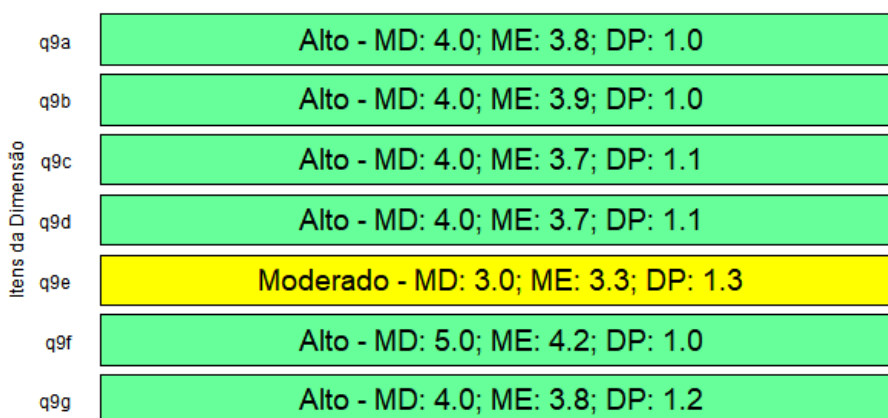 Itens da Dimensão
q9a Alto - MD: 4.0; ME: 3.8; DP: 1.0
q9b Alto - MD: 4.0; ME: 3.9; DP: 1.0
q9c Alto - MD: 4.0; ME: 3.7; DP: 1.1
q9d Alto - MD: 4.0; ME: 3.7; DP: 1.1
q9e Moderado - MD: 3.0; ME: 3.3; DP: 1.3
q9f Alto - MD: 5.0; ME: 4.2; DP: 1.0
q9g Alto - MD: 4.0; ME: 3.8; DP: 1.2